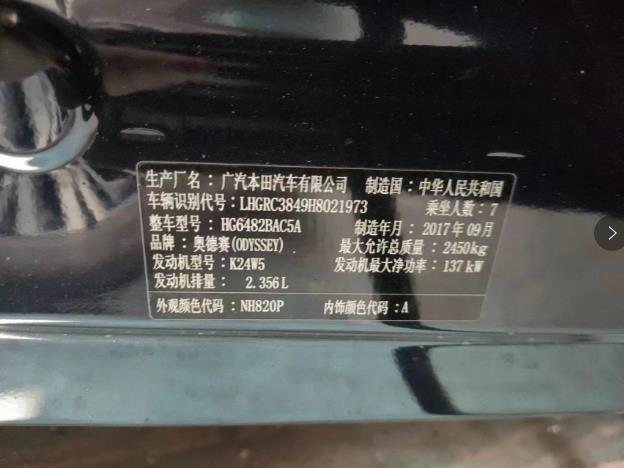 生产厂名：广汽本田汽车有限公司 制造国：中华人民共和国
车辆识别代号：LHGRC3849H8021973 乘坐人数：7
整车型号：HG6482BAC5A 制造年月：2017年09月
品牌：奥德赛(ODYSSEY) 最大允许总质量：2450kg
发动机型号：K24W5 发动机最大净功率：137kW
发动机排量：2.356L
外观颜色代码：NH820P 内饰颜色代码：A